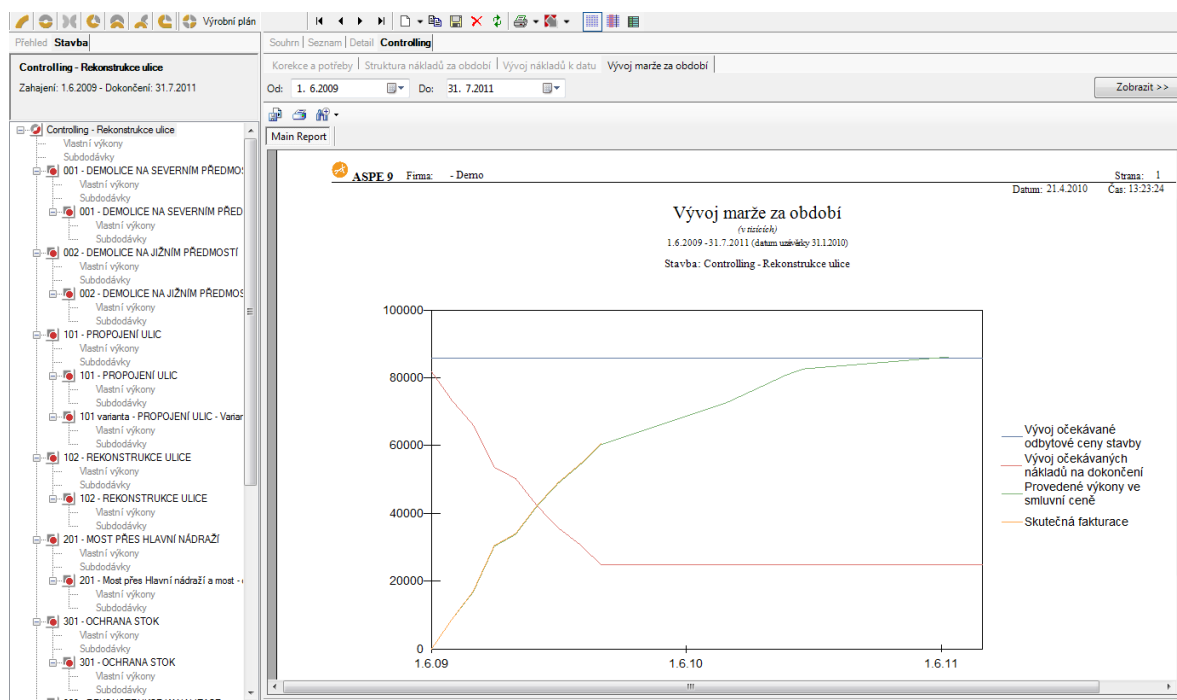 Výrobní plán
Přehled Stavba
Souhrn Seznam Detail Controlling
Controlling - Rekonstrukce ulice
Zahajení: 1.6.2009 - Dokončení: 31.7.2011
Korekce a potřeby Struktura nákladů za období Vývoj nákladů k datu Vývoj marže za období
Od: 1. 6.2009 Do: 31. 7.2011 Zobrazit >>
Main Report
Controlling - Rekonstrukce ulice
Vlastní výkony
Subdodávky
001 - DEMOLICE NA SEVERNÍM PŘEDMOS
Vlastní výkony
Subdodávky
001 - DEMOLICE NA SEVERNÍM PŘED
Vlastní výkony
Subdodávky
002 - DEMOLICE NA JIŽNÍM PŘEDMOSTÍ
Vlastní výkony
Subdodávky
002 - DEMOLICE NA JIŽNÍM PŘEDMOS
Vlastní výkony
Subdodávky
101 - PROPOJENÍ ULIC
Vlastní výkony
Subdodávky
101 - PROPOJENÍ ULIC
Vlastní výkony
Subdodávky
101 varianta - PROPOJENÍ ULIC - Varian
Vlastní výkony
Subdodávky
102 - REKONSTRUKCE ULICE
Vlastní výkony
Subdodávky
102 - REKONSTRUKCE ULICE
Vlastní výkony
Subdodávky
201 - MOST PŘES HLAVNÍ NÁDRAŽÍ
Vlastní výkony
Subdodávky
201 - Most přes Hlavní nádraží a most -
Vlastní výkony
Subdodávky
301 - OCHRANA STOK
Vlastní výkony
Subdodávky
301 - OCHRANA STOK
Vlastní výkony
Subdodávky
ASPE 9 Firma: - Demo Strana: 1
Datum: 21.4.2010 Čas: 13:23:24
Vývoj marže za období
(v tisících)
1.6.2009 - 31.7.2011 (datum uzávěrky 31.1.2010)
Stavba: Controlling - Rekonstrukce ulice
100000
80000
60000
40000
20000
0
1.6.09 1.6.10 1.6.11
Vývoj očekávané
odbytové ceny stavby
Vývoj očekávaných
nákladů na dokončení
Provedené výkony ve
smluvní ceně
Skutečná fakturace